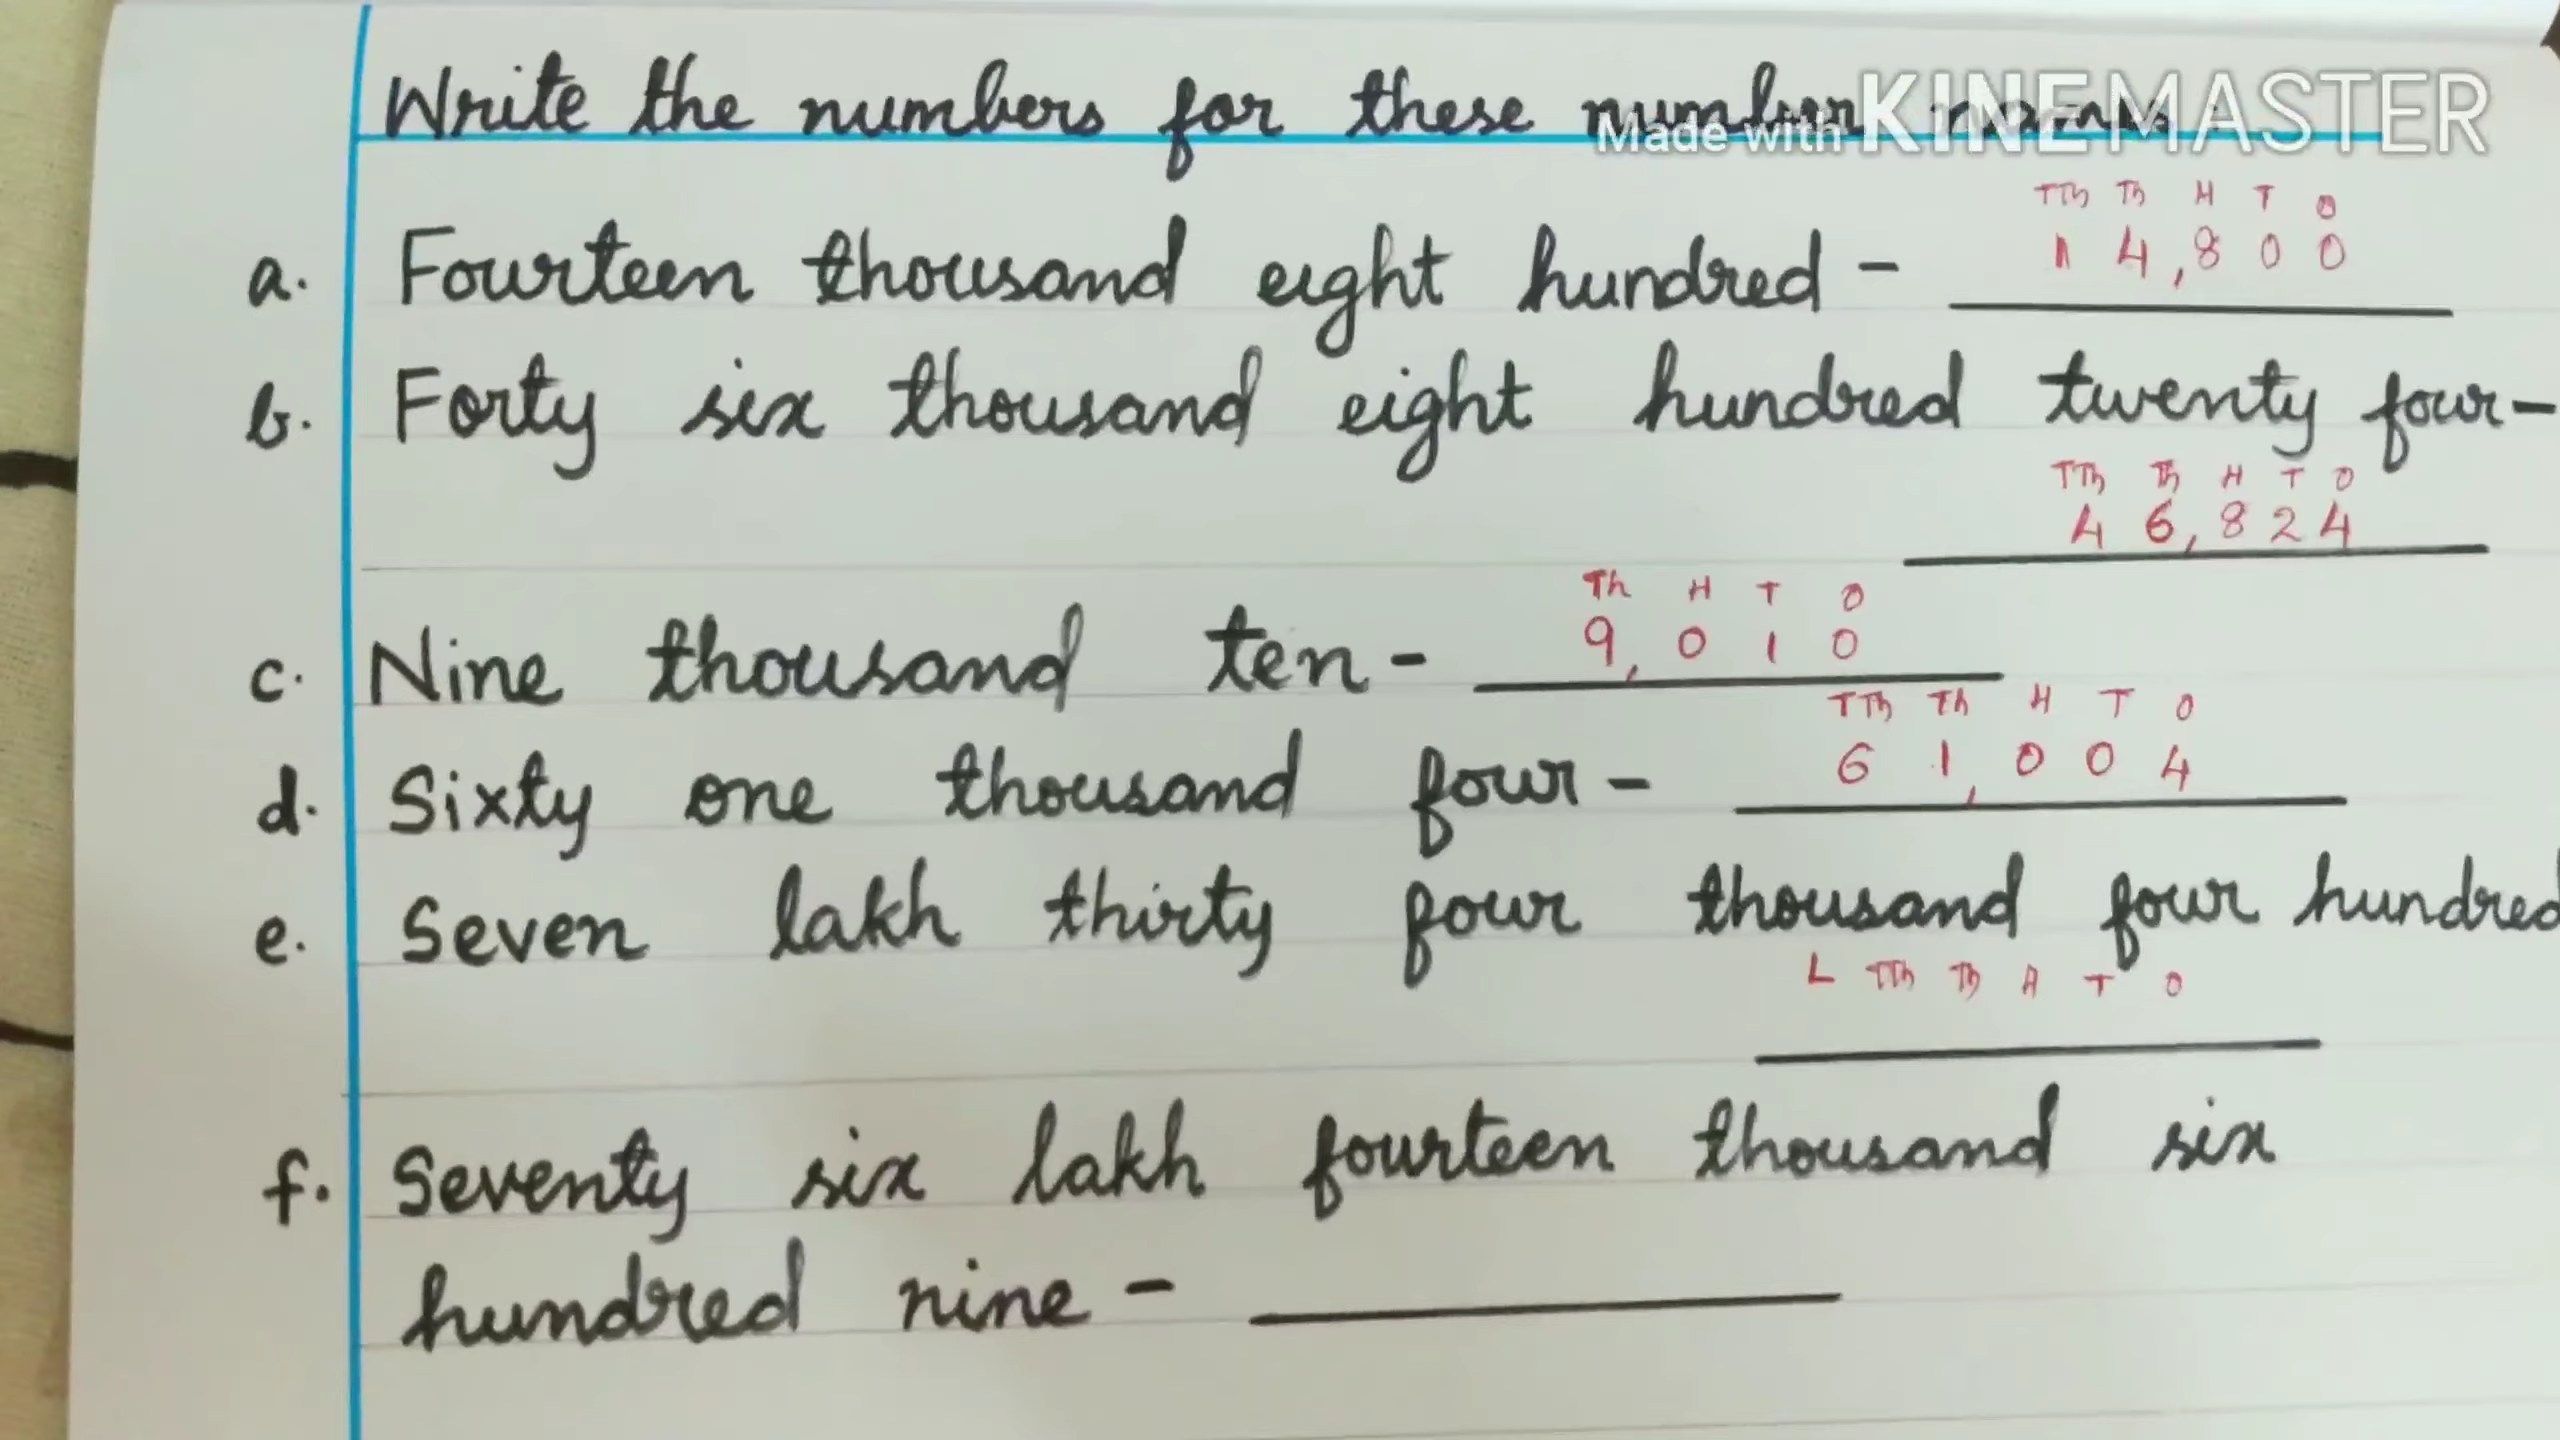 Write the numbers for these number names.
Made with KINEMASTER
TTh Th H T O
a. Fourteen thousand eight hundred - 14,800
b. Forty six thousand eight hundred twenty four-
TTh Th H T O
46,824
Th H T O
c. Nine thousand ten - 9,010
TTh Th H T O
d. Sixty one thousand four - 61,004
e. Seven lakh thirty four thousand four hundred
L TTh Th H T O
f. Seventy six lakh fourteen thousand six
hundred nine -